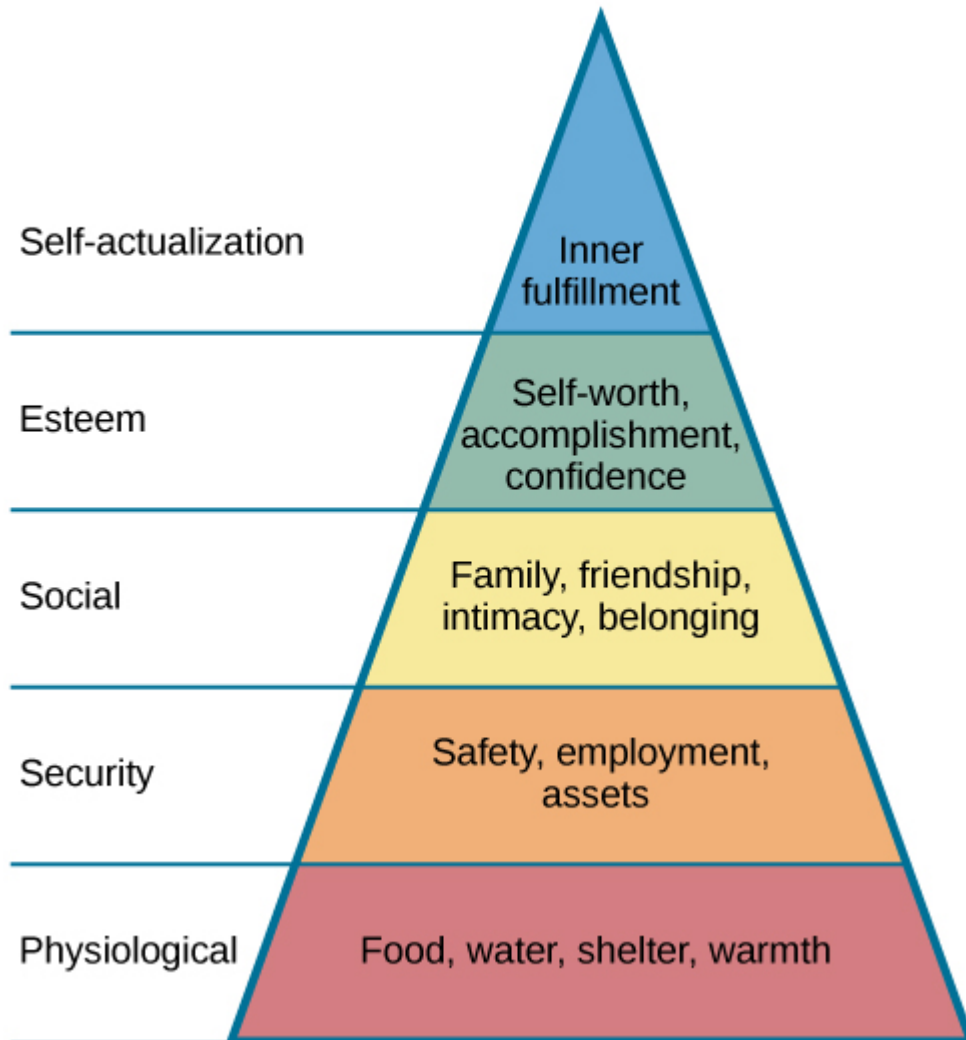 Self-actualization
Inner
fulfillment
Esteem
Self-worth,
accomplishment,
confidence
Social
Family, friendship,
intimacy, belonging
Security
Safety, employment,
assets
Physiological
Food, water, shelter, warmth